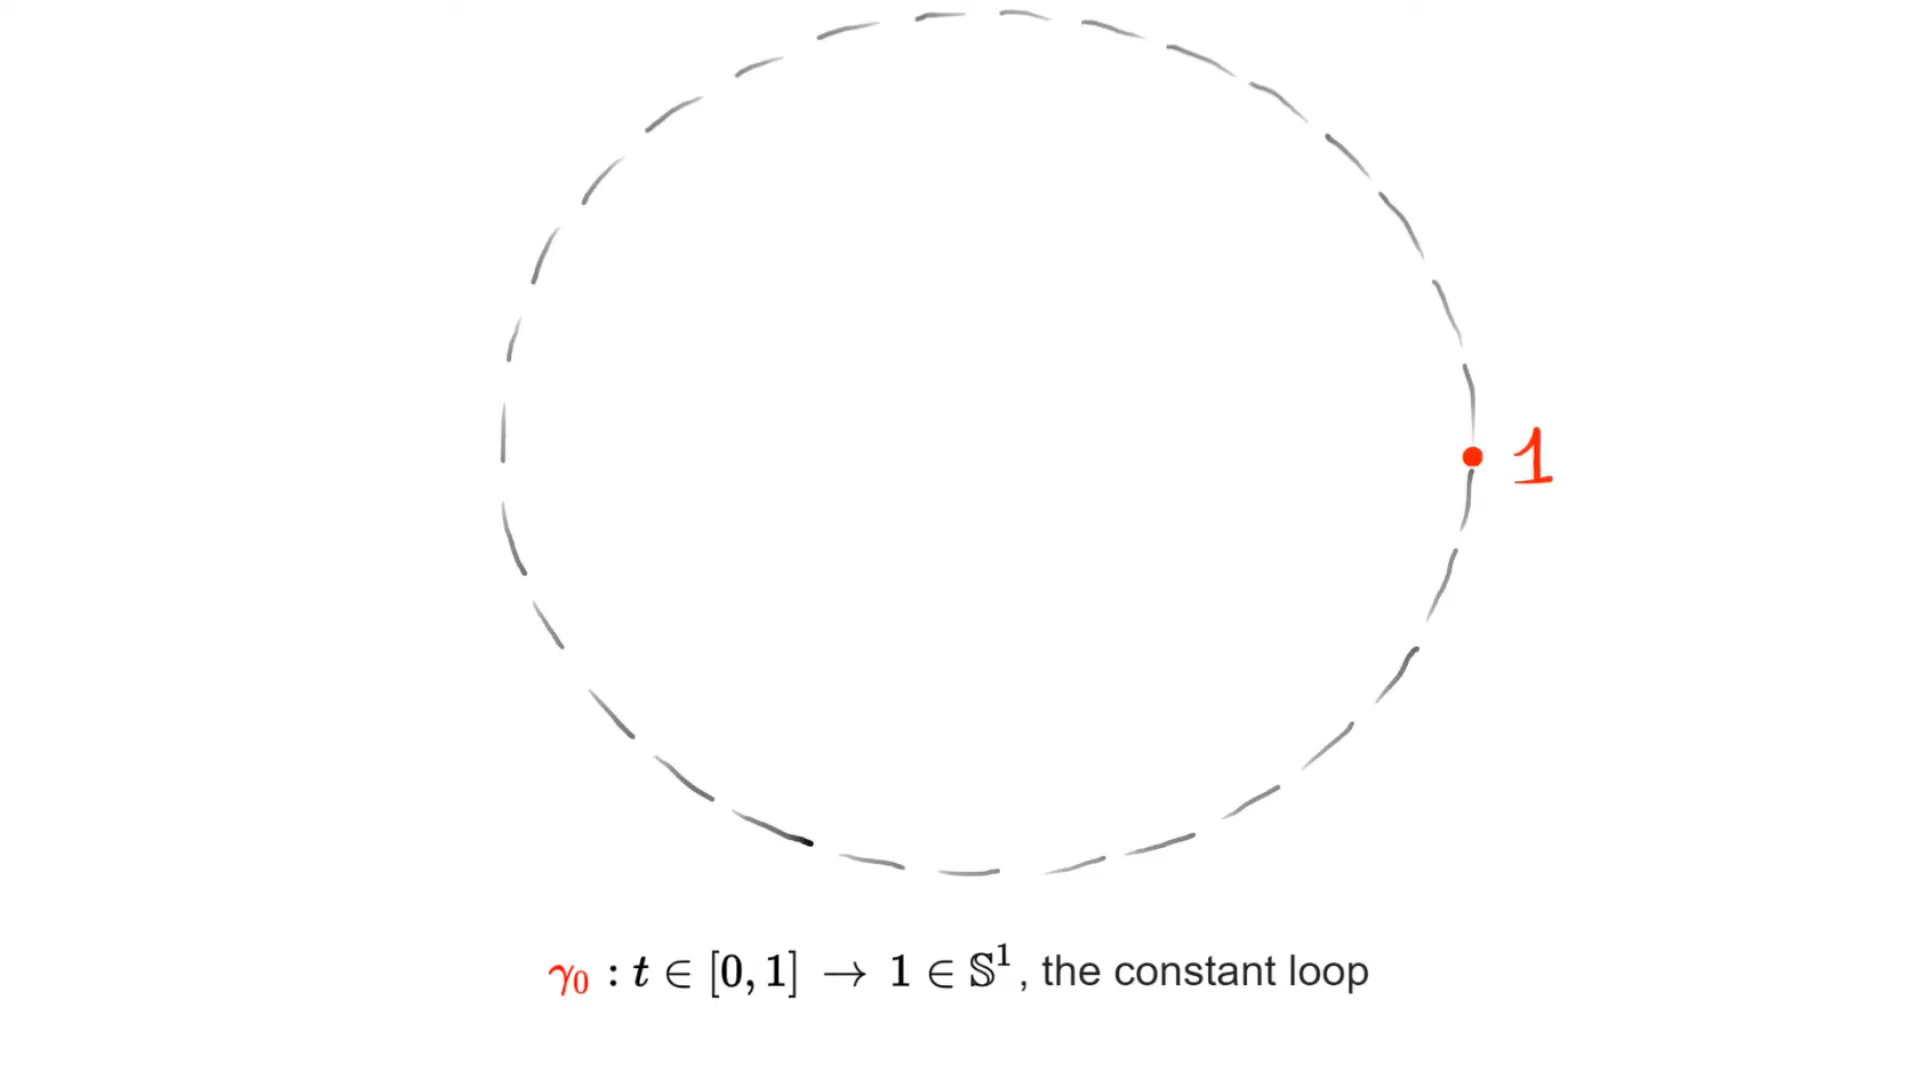 1
γ₀ : t ∈ [0, 1] → 1 ∈ 𝕊¹, the constant loop